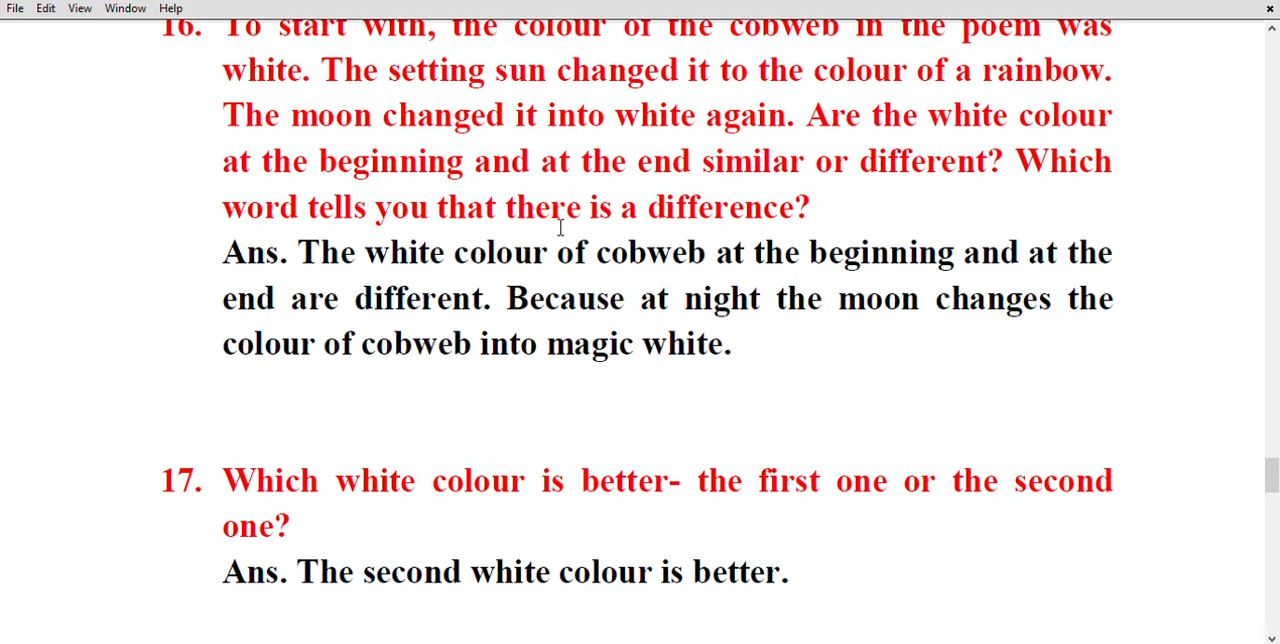 File Edit View Window Help
16. To start with, the colour of the cobweb in the poem was
white. The setting sun changed it to the colour of a rainbow.
The moon changed it into white again. Are the white colour
at the beginning and at the end similar or different? Which
word tells you that there is a difference?
Ans. The white colour of cobweb at the beginning and at the
end are different. Because at night the moon changes the
colour of cobweb into magic white.
17. Which white colour is better- the first one or the second
one?
Ans. The second white colour is better.